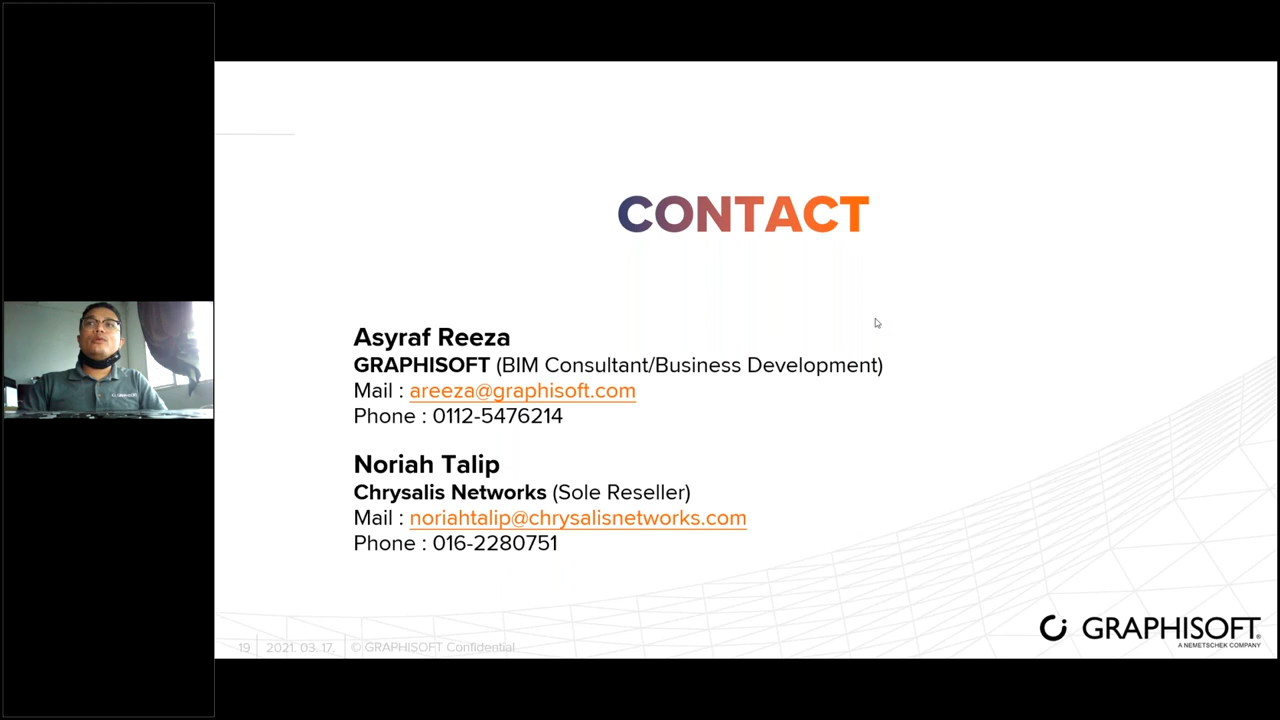 CONTACT
Asyraf Reeza
GRAPHISOFT (BIM Consultant/Business Development)
Mail : areeza@graphisoft.com
Phone : 0112-5476214
Noriah Talip
Chrysalis Networks (Sole Reseller)
Mail : noriahtalip@chrysalisnetworks.com
Phone : 016-2280751
19 2021. 03. 17. © GRAPHISOFT Confidential
GRAPHISOFT®
A NEMETSCHEK COMPANY